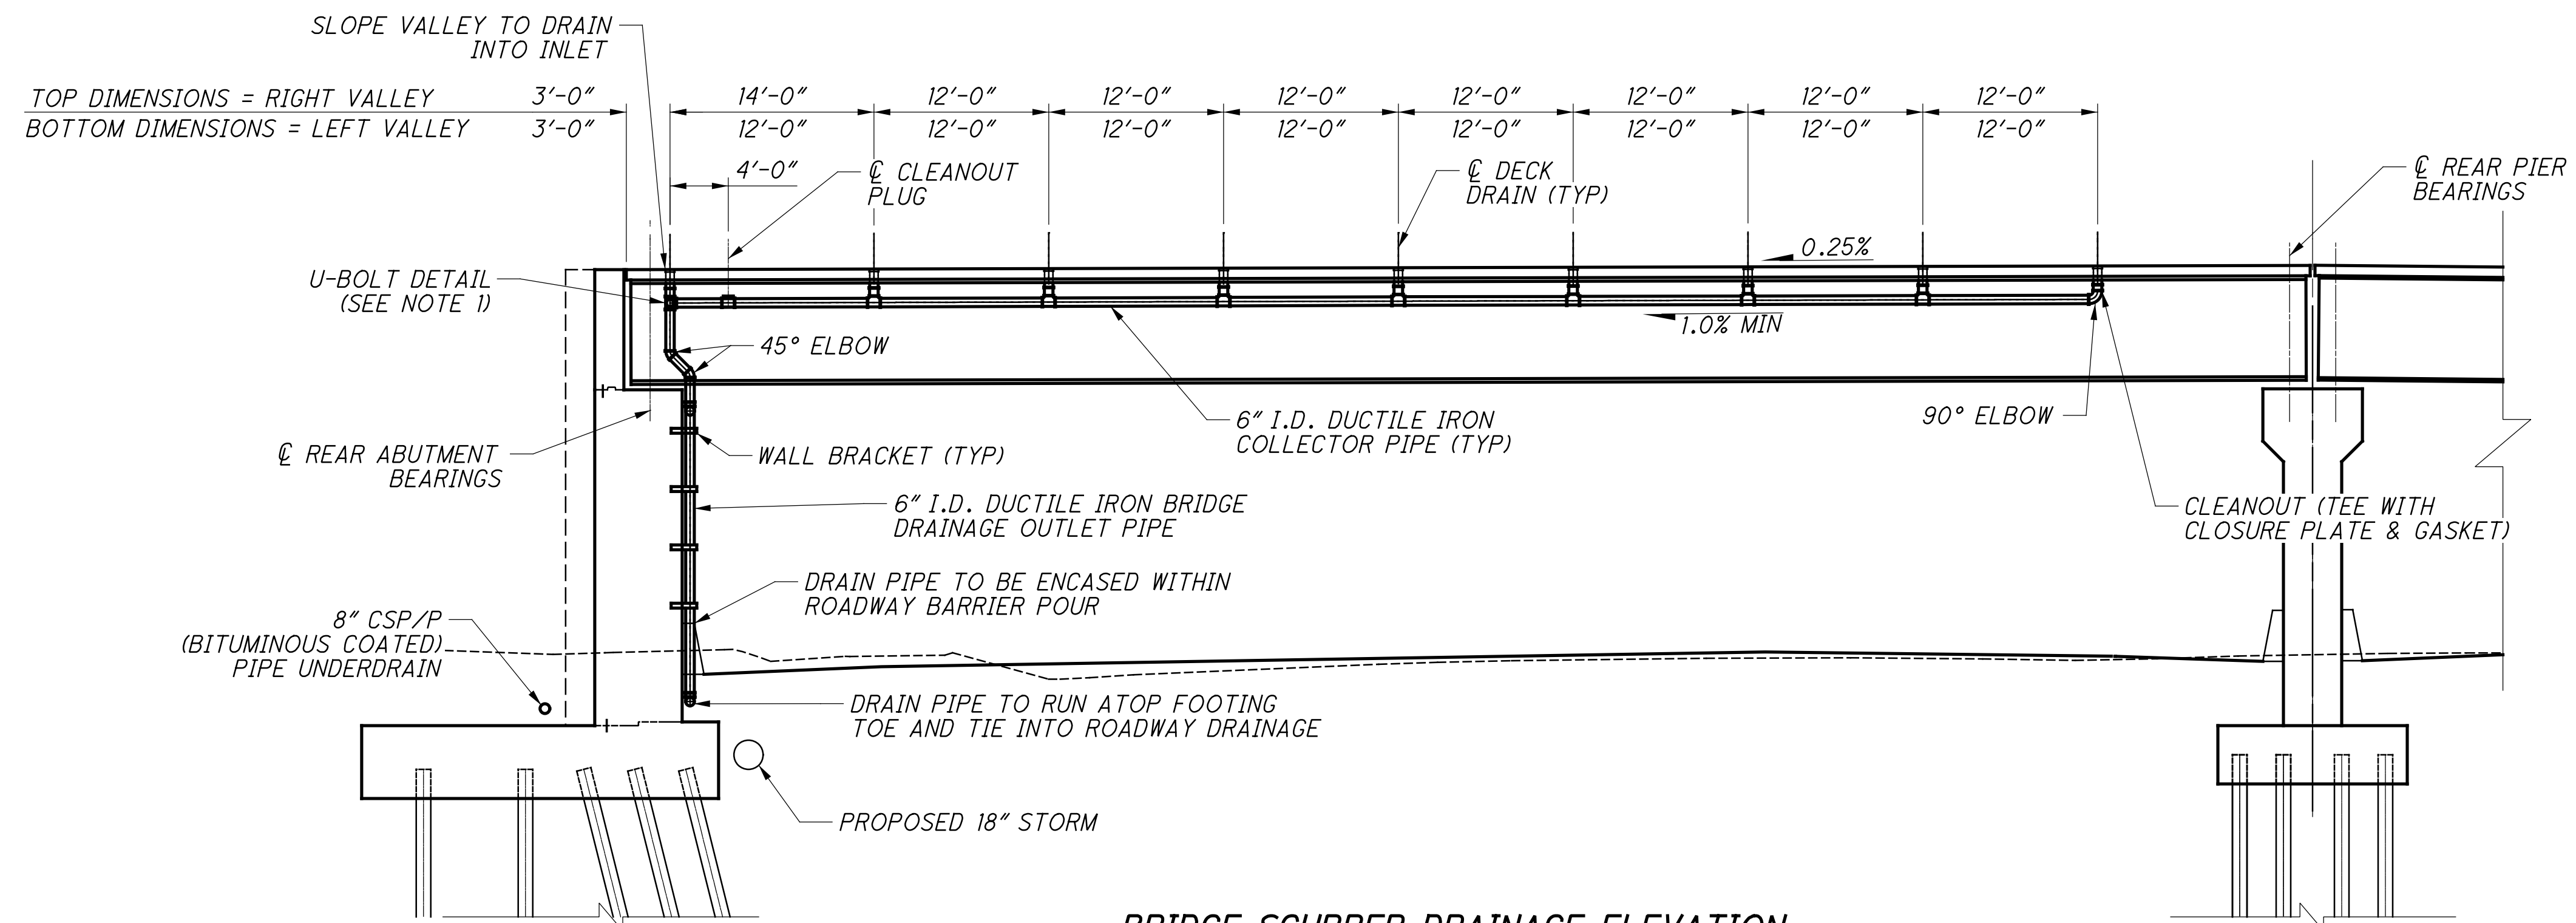 SLOPE VALLEY TO DRAIN
INTO INLET
TOP DIMENSIONS = RIGHT VALLEY 3'-0" 14'-0" 12'-0" 12'-0" 12'-0" 12'-0" 12'-0" 12'-0" 12'-0"
BOTTOM DIMENSIONS = LEFT VALLEY 3'-0" 12'-0" 12'-0" 12'-0" 12'-0" 12'-0" 12'-0" 12'-0" 12'-0"
4'-0"
℄ CLEANOUT
PLUG
℄ DECK
DRAIN (TYP)
℄ REAR PIER
BEARINGS
0.25%
U-BOLT DETAIL
(SEE NOTE 1)
1.0% MIN
45° ELBOW
6" I.D. DUCTILE IRON
COLLECTOR PIPE (TYP)
90° ELBOW
℄ REAR ABUTMENT
BEARINGS
WALL BRACKET (TYP)
6" I.D. DUCTILE IRON BRIDGE
DRAINAGE OUTLET PIPE
CLEANOUT (TEE WITH
CLOSURE PLATE & GASKET)
DRAIN PIPE TO BE ENCASED WITHIN
ROADWAY BARRIER POUR
8" CSP/P
(BITUMINOUS COATED)
PIPE UNDERDRAIN
DRAIN PIPE TO RUN ATOP FOOTING
TOE AND TIE INTO ROADWAY DRAINAGE
PROPOSED 18" STORM
BRIDGE SCUPPER DRAINAGE ELEVATION